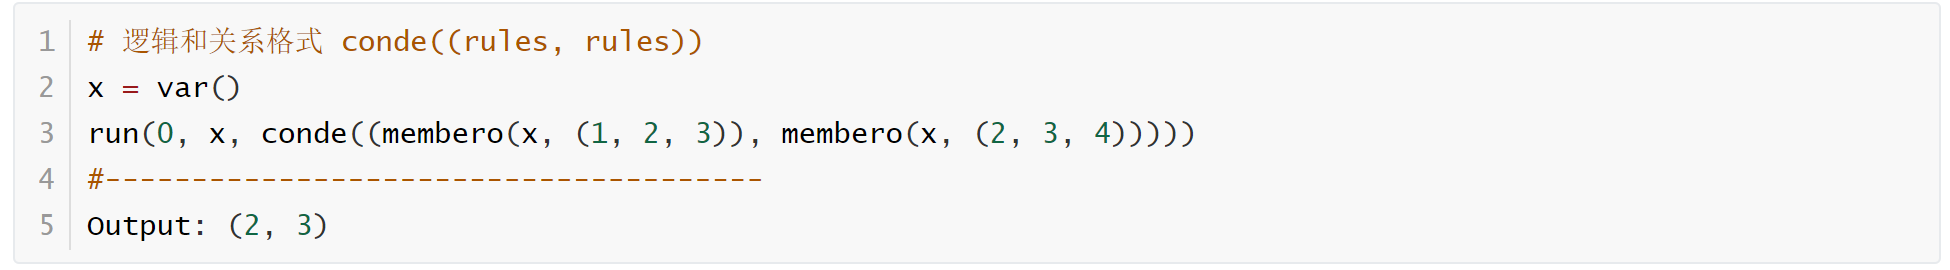 1 # 逻辑和关系格式 conde((rules, rules))
2 x = var()
3 run(0, x, conde((membero(x, (1, 2, 3)), membero(x, (2, 3, 4)))))
4 #--------------------------------------
5 Output: (2, 3)